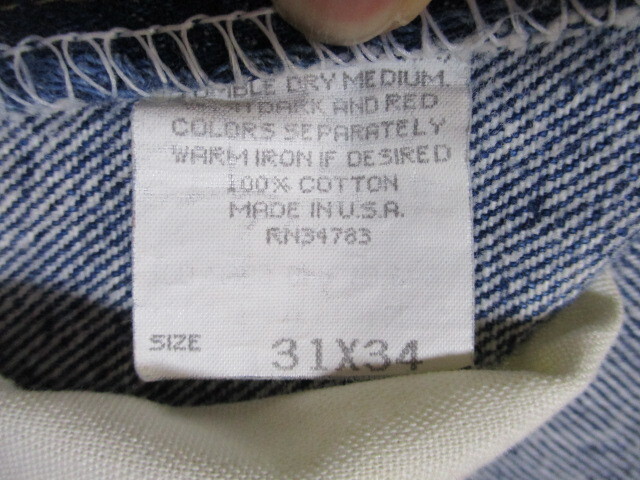 TUMBLE DRY MEDIUM.
WASH DARK AND RED
COLORS SEPARATELY
WARM IRON IF DESIRED
100% COTTON
MADE IN U.S.A.
RN34783
SIZE 31X34